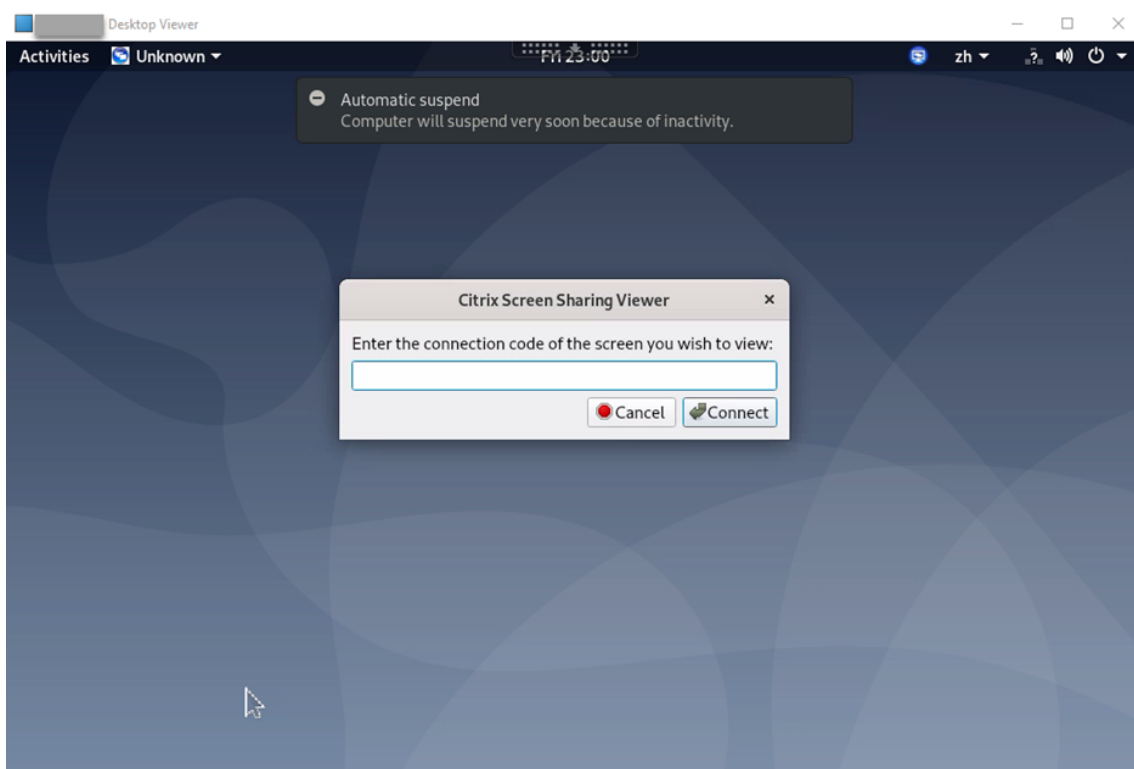 Desktop Viewer
Activities Unknown Fri 23:00 zh
Automatic suspend
Computer will suspend very soon because of inactivity.
Citrix Screen Sharing Viewer
Enter the connection code of the screen you wish to view:
Cancel Connect